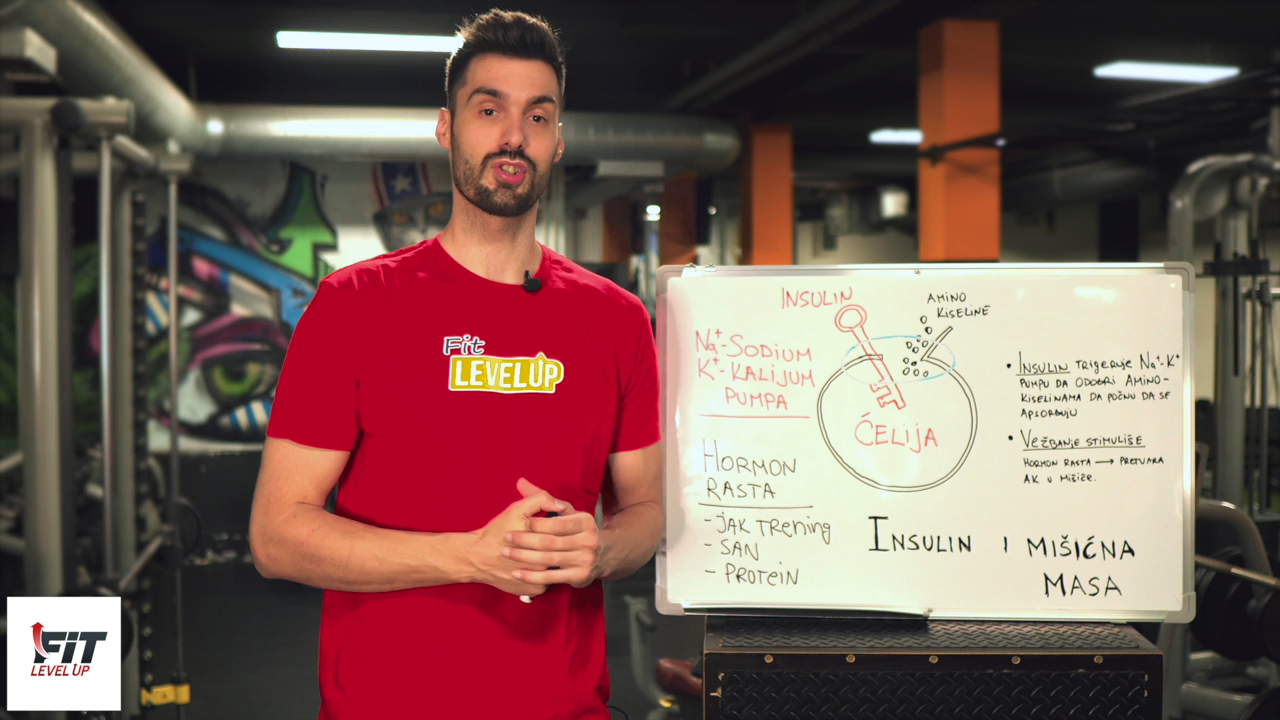 Fit
LEVELUP
INSULIN
AMINO
KISELINE
Na⁺-SODIUM
K⁺-KALIJUM
PUMPA
ĆELIJA
HORMON
RASTA
- JAK TRENING
- SAN
- PROTEIN
• INSULIN TRIGERUJE Na⁺-K⁺
PUMPU DA ODOBRI AMINO-
KISELINAMA DA POČNU DA SE
APSORBUJU
• VEŽBANJE STIMULIŠE
HORMON RASTA → PRETVARA
AK U MIŠIĆE.
INSULIN I MIŠIĆNA
MASA
FIT
LEVEL UP